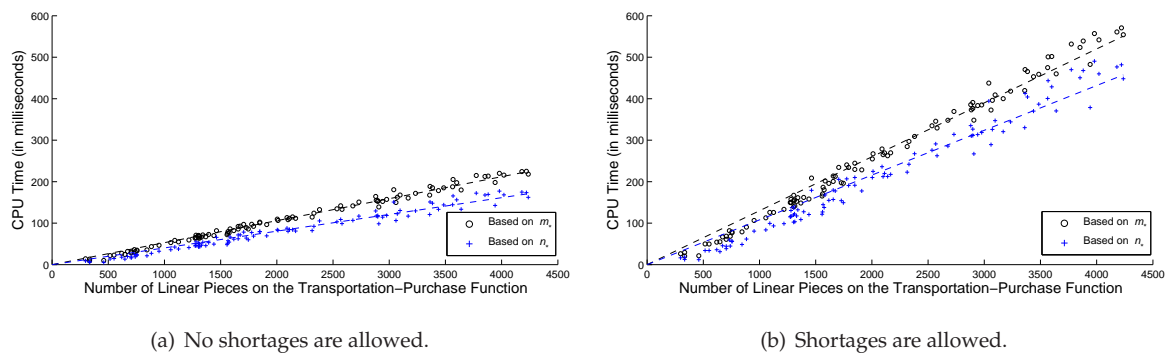 600
500
400
300
200
100
0
CPU Time (in milliseconds)
0 500 1000 1500 2000 2500 3000 3500 4000 4500
Number of Linear Pieces on the Transportation−Purchase Function
Based on m*
Based on n*
(a) No shortages are allowed.
600
500
400
300
200
100
0
CPU Time (in milliseconds)
0 500 1000 1500 2000 2500 3000 3500 4000 4500
Number of Linear Pieces on the Transportation−Purchase Function
Based on m*
Based on n*
(b) Shortages are allowed.